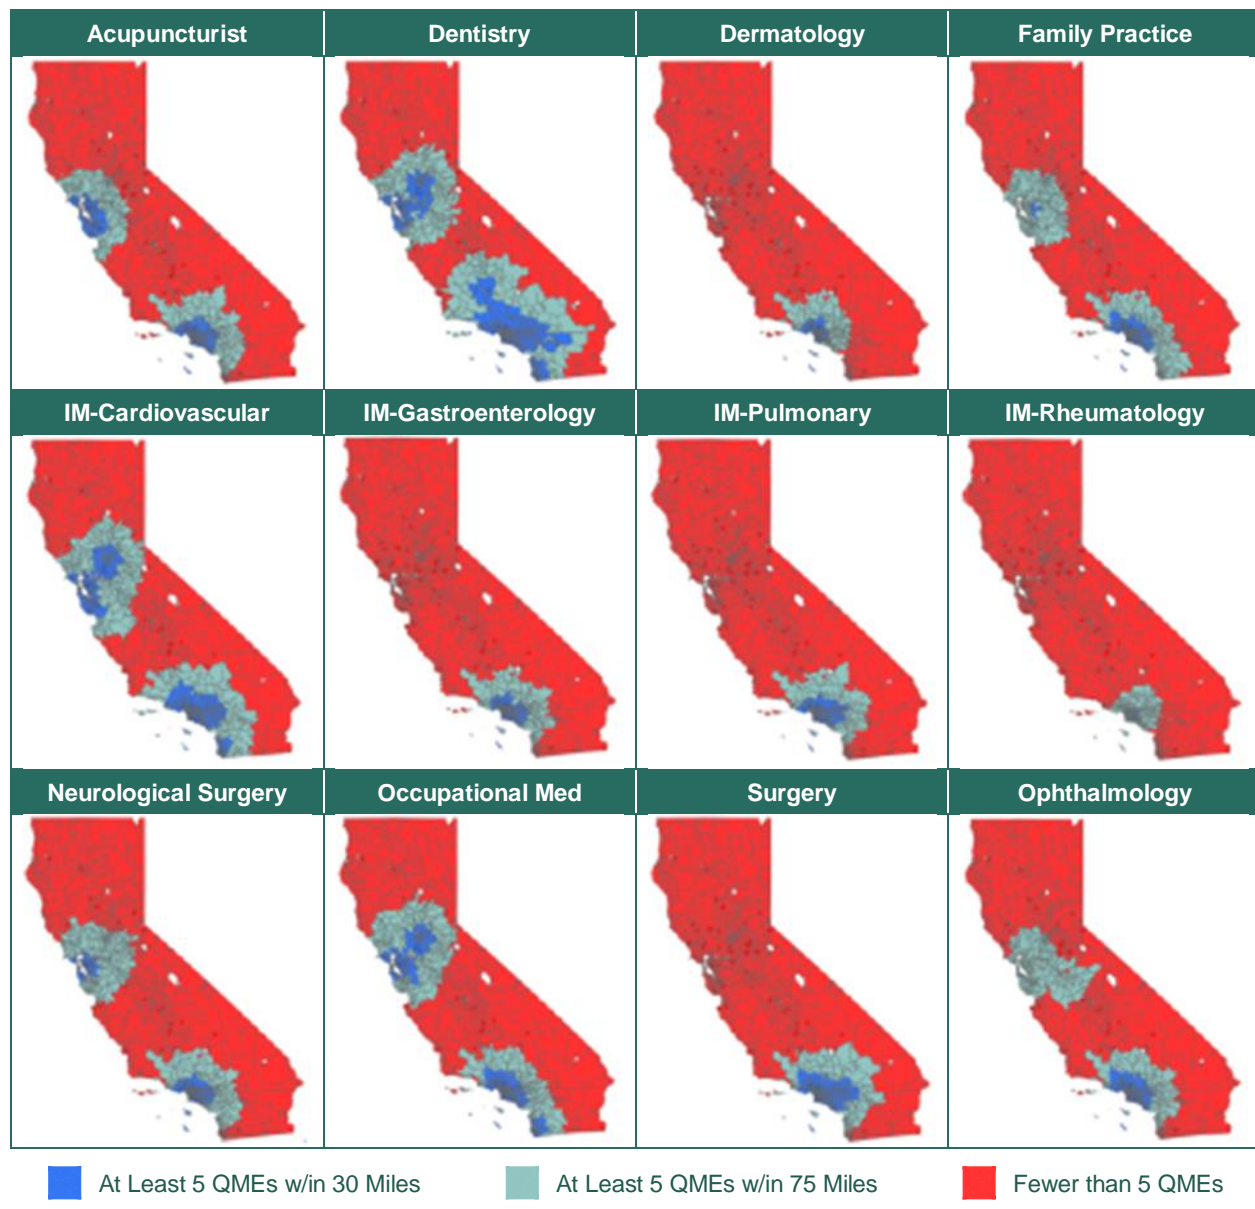 Acupuncturist Dentistry Dermatology Family Practice
IM-Cardiovascular IM-Gastroenterology IM-Pulmonary IM-Rheumatology
Neurological Surgery Occupational Med Surgery Ophthalmology
At Least 5 QMEs w/in 30 Miles At Least 5 QMEs w/in 75 Miles Fewer than 5 QMEs